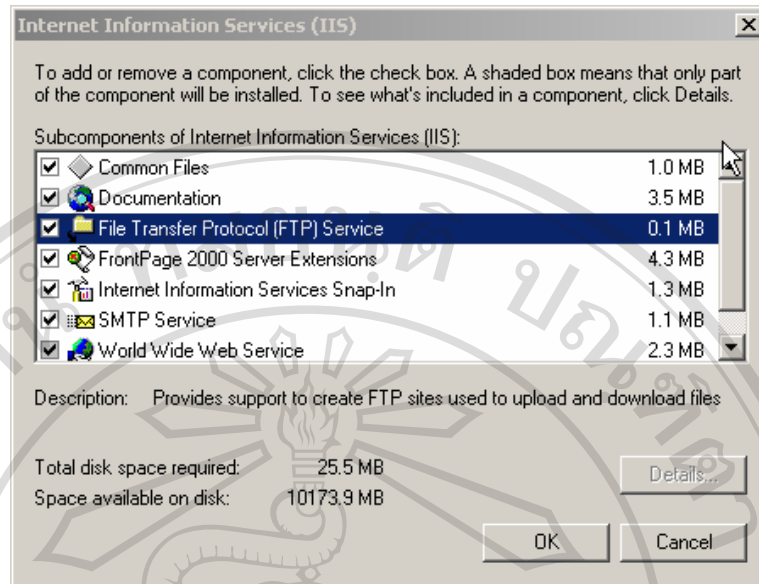 Internet Information Services (IIS)
To add or remove a component, click the check box. A shaded box means that only part
of the component will be installed. To see what's included in a component, click Details.
Subcomponents of Internet Information Services (IIS):
Common Files 1.0 MB
Documentation 3.5 MB
File Transfer Protocol (FTP) Service 0.1 MB
FrontPage 2000 Server Extensions 4.3 MB
Internet Information Services Snap-In 1.3 MB
SMTP Service 1.1 MB
World Wide Web Service 2.3 MB
Description: Provides support to create FTP sites used to upload and download files
Total disk space required: 25.5 MB
Details...
Space available on disk: 10173.9 MB
OK Cancel